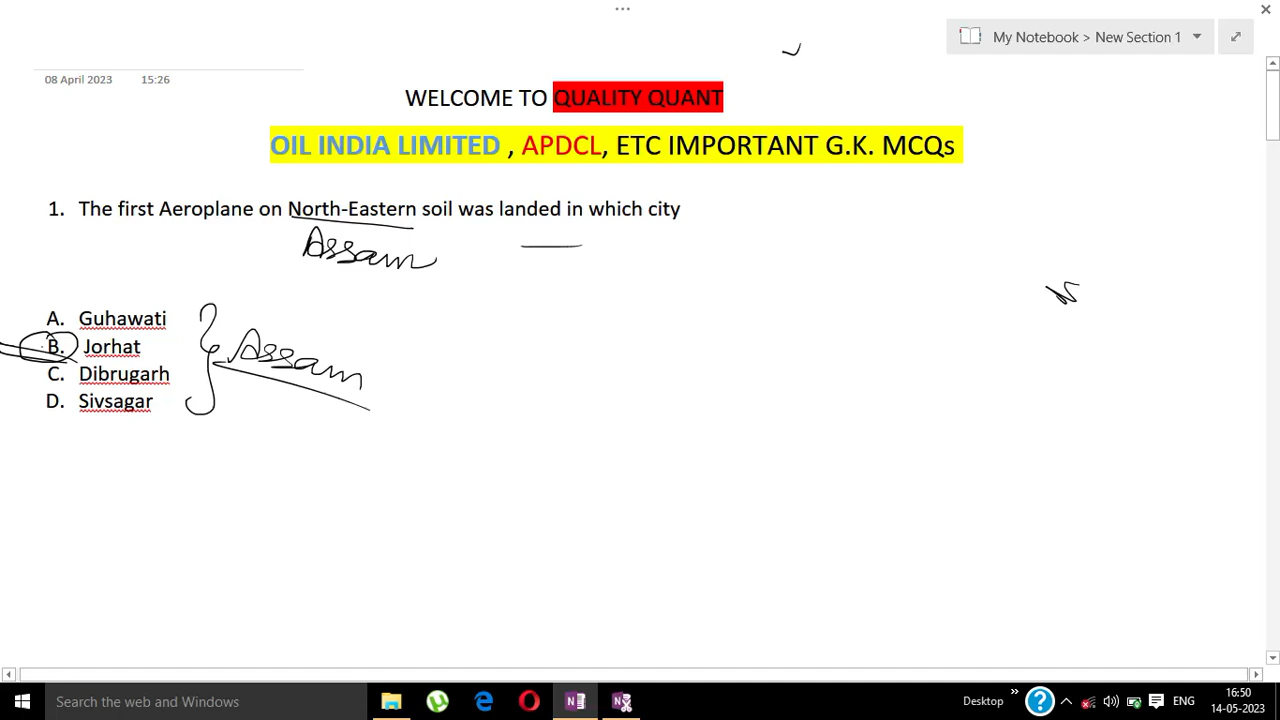 My Notebook > New Section 1
08 April 2023 15:26
WELCOME TO QUALITY QUANT
OIL INDIA LIMITED , APDCL, ETC IMPORTANT G.K. MCQs
1. The first Aeroplane on North-Eastern soil was landed in which city
Assam
A. Guhawati
B. Jorhat
Assam
C. Dibrugarh
D. Sivsagar
Search the web and Windows
Desktop
ENG
16:50
14-05-2023